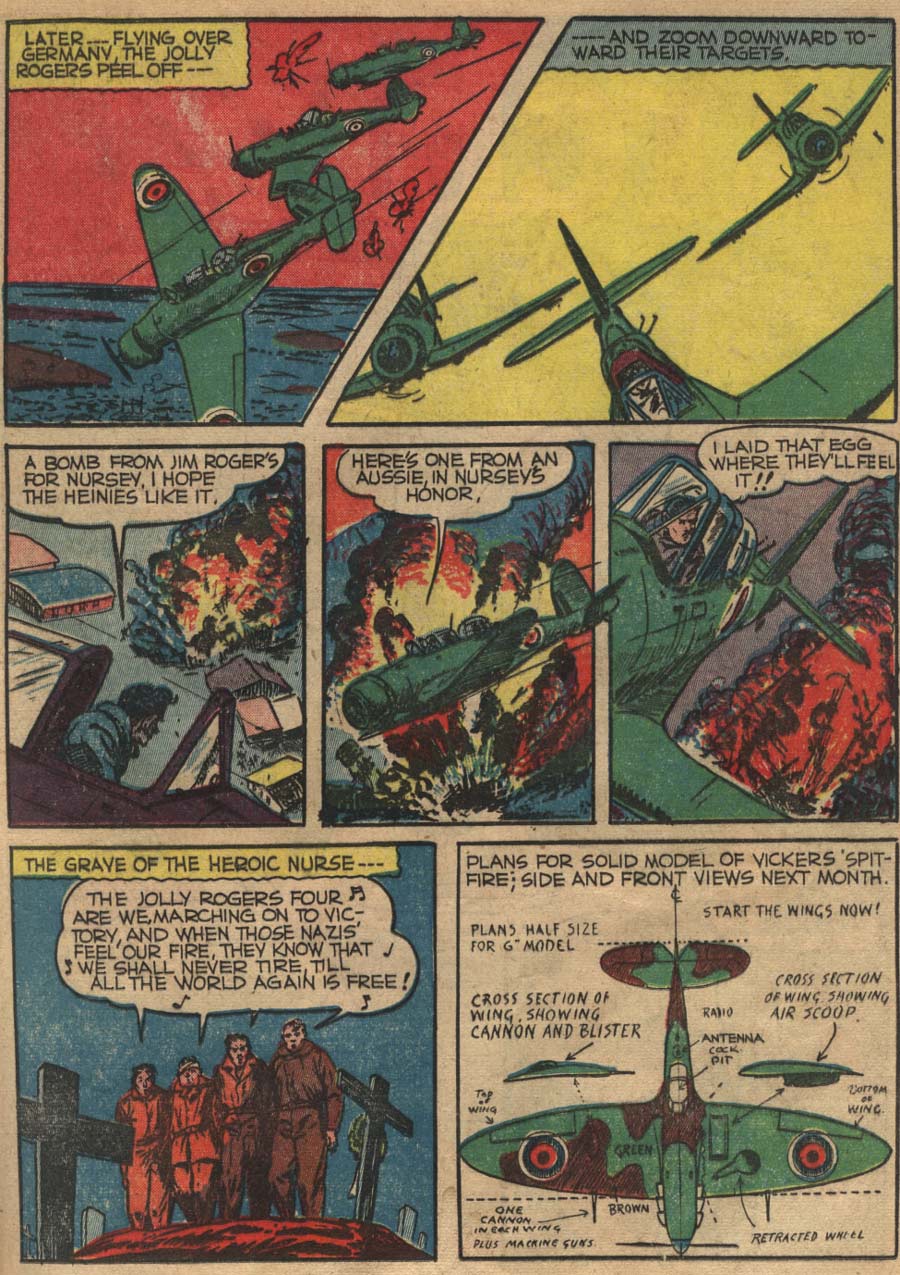 LATER---FLYING OVER
GERMANY, THE JOLLY
ROGERS PEEL OFF---
----AND ZOOM DOWNWARD TO-
WARD THEIR TARGETS.
A BOMB FROM JIM ROGER'S
FOR NURSEY, I HOPE
THE HEINIES LIKE IT.
HERE'S ONE FROM AN
AUSSIE, IN NURSEY'S
HONOR.
I LAID THAT EGG
WHERE THEY'LL FEEL
IT!!
THE GRAVE OF THE HEROIC NURSE---
THE JOLLY ROGERS FOUR
ARE WE, MARCHING ON TO VIC-
TORY, AND WHEN THOSE NAZIS'
FEEL OUR FIRE, THEY KNOW THAT
WE SHALL NEVER TIRE, TILL
ALL THE WORLD AGAIN IS FREE!
PLANS FOR SOLID MODEL OF VICKERS 'SPIT-
FIRE; SIDE AND FRONT VIEWS NEXT MONTH.
START THE WINGS NOW!
PLANS HALF SIZE
FOR 6" MODEL
CROSS SECTION OF
WING, SHOWING
CANNON AND BLISTER
CROSS SECTION
OF WING SHOWING
AIR SCOOP.
RADIO
ANTENNA
COCK-
PIT
TOP
OF
WING
BOTTOM
OF
WING.
GREEN
BROWN
ONE
CANNON
IN EACH WING
PLUS MACHINE GUNS.
RETRACTED WHEEL